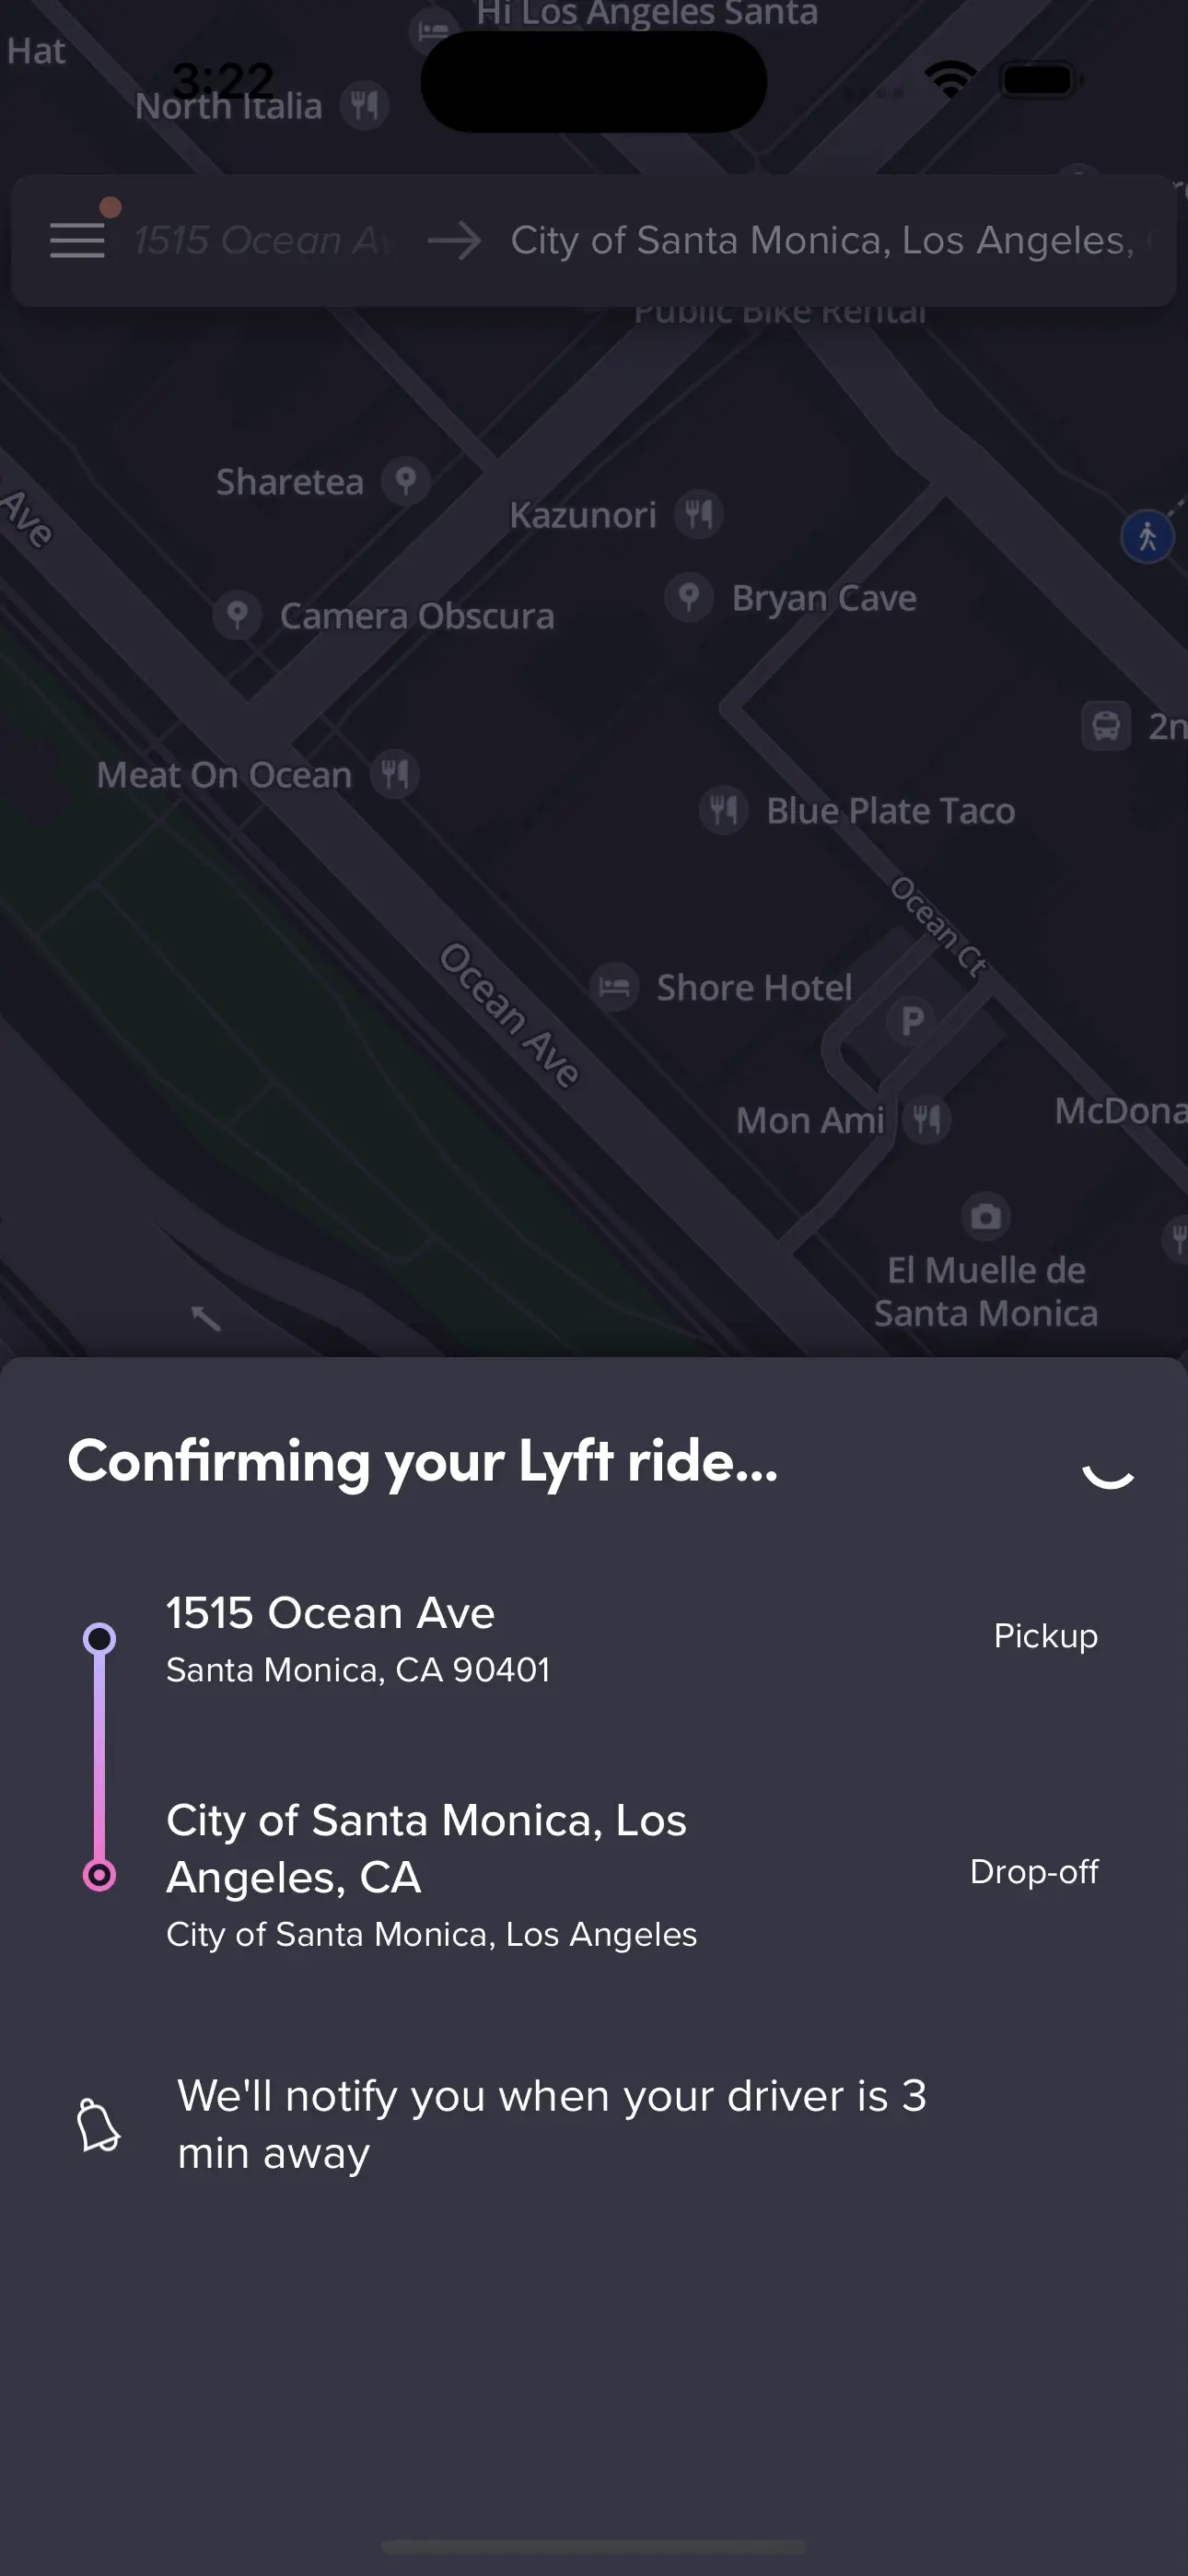 Hi Los Angeles Santa
Hat
3:22
North Italia
1515 Ocean
City of Santa Monica, Los Angeles,
Public Bike Rental
Sharetea
Kazunori
Ave
Bryan Cave
Camera Obscura
2n
Meat On Ocean
Blue Plate Taco
Ocean Ct
Ocean Ave
Shore Hotel
P
McDona
Mon Ami
El Muelle de
Santa Monica
Confirming your Lyft ride...
1515 Ocean Ave
Pickup
Santa Monica, CA 90401
City of Santa Monica, Los
Angeles, CA
Drop-off
City of Santa Monica, Los Angeles
We'll notify you when your driver is 3
min away